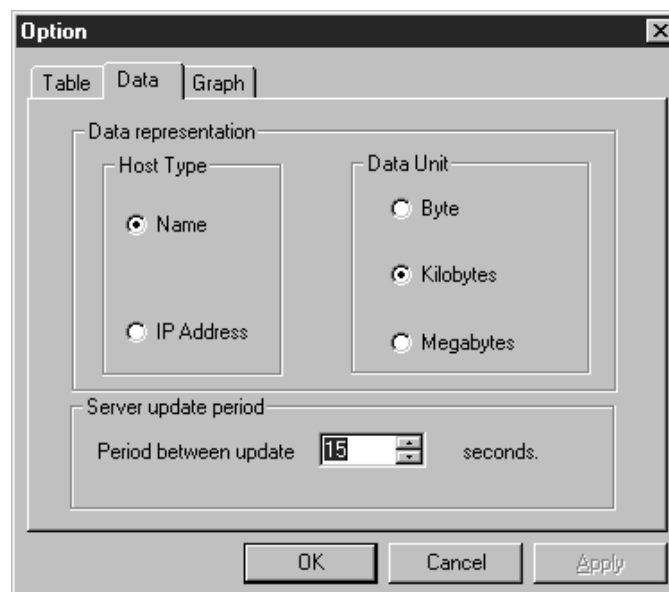 Option
Table Data Graph
Data representation
Host Type
Data Unit
Name
Byte
Kilobytes
IP Address
Megabytes
Server update period
Period between update 15 seconds.
OK Cancel Apply